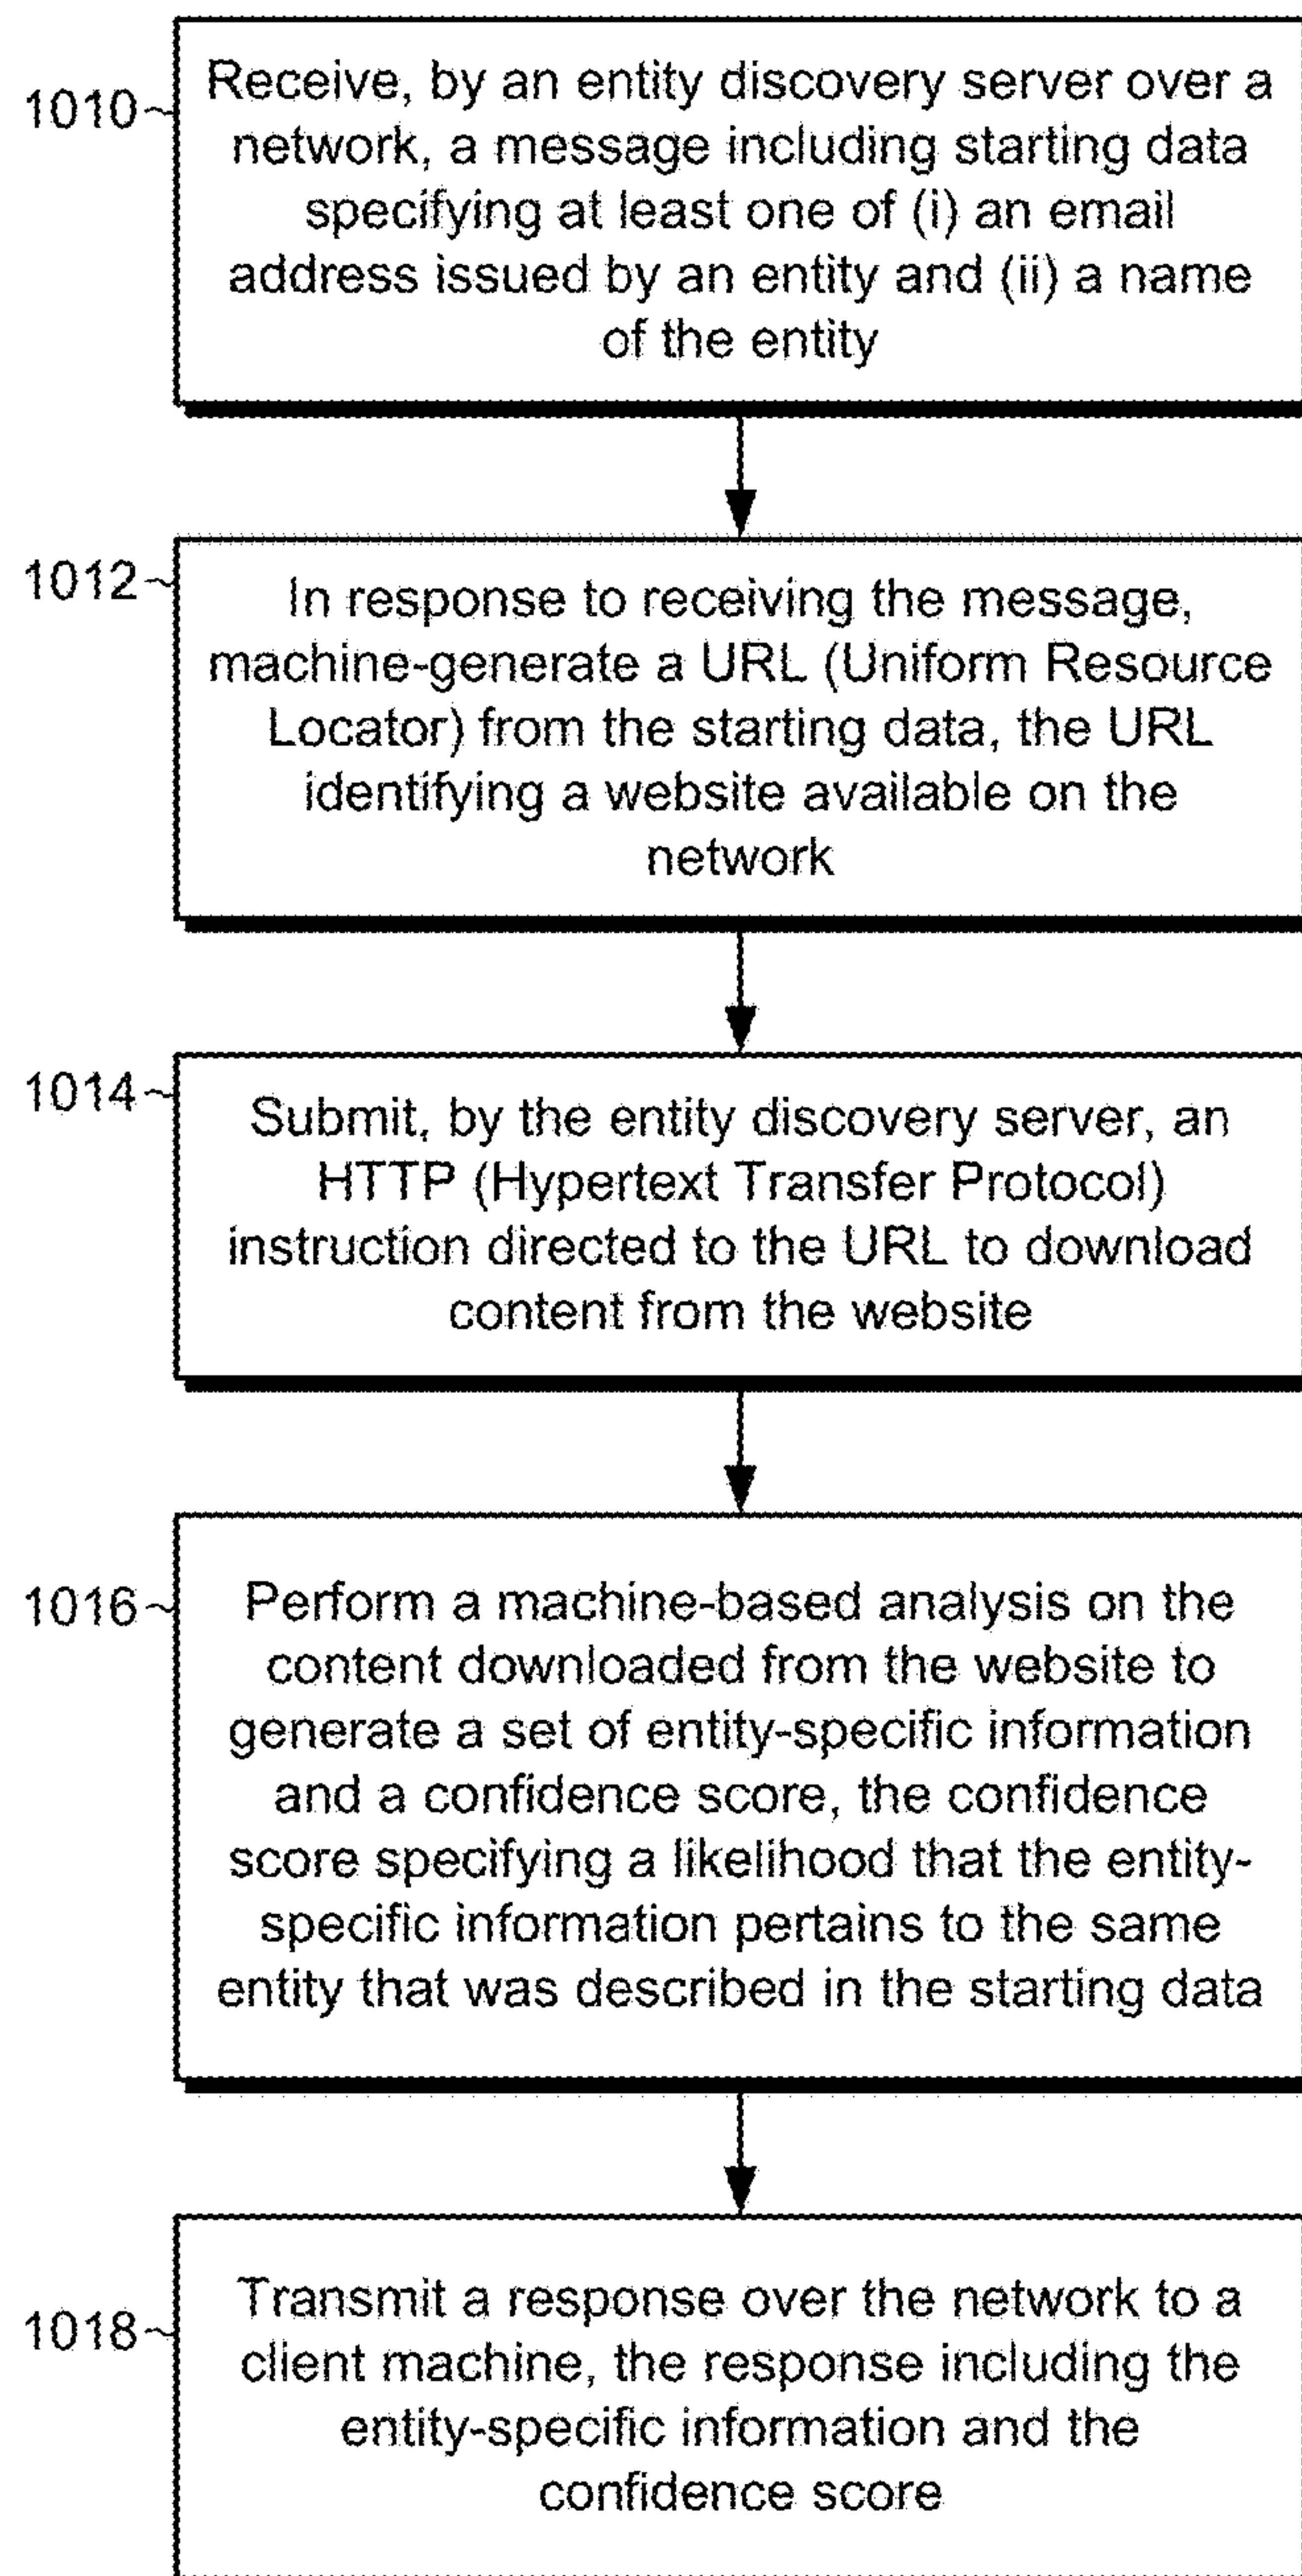 1010
Receive, by an entity discovery server over a
network, a message including starting data
specifying at least one of (i) an email
address issued by an entity and (ii) a name
of the entity
1012
In response to receiving the message,
machine-generate a URL (Uniform Resource
Locator) from the starting data, the URL
identifying a website available on the
network
1014
Submit, by the entity discovery server, an
HTTP (Hypertext Transfer Protocol)
instruction directed to the URL to download
content from the website
1016
Perform a machine-based analysis on the
content downloaded from the website to
generate a set of entity-specific information
and a confidence score, the confidence
score specifying a likelihood that the entity-
specific information pertains to the same
entity that was described in the starting data
1018
Transmit a response over the network to a
client machine, the response including the
entity-specific information and the
confidence score